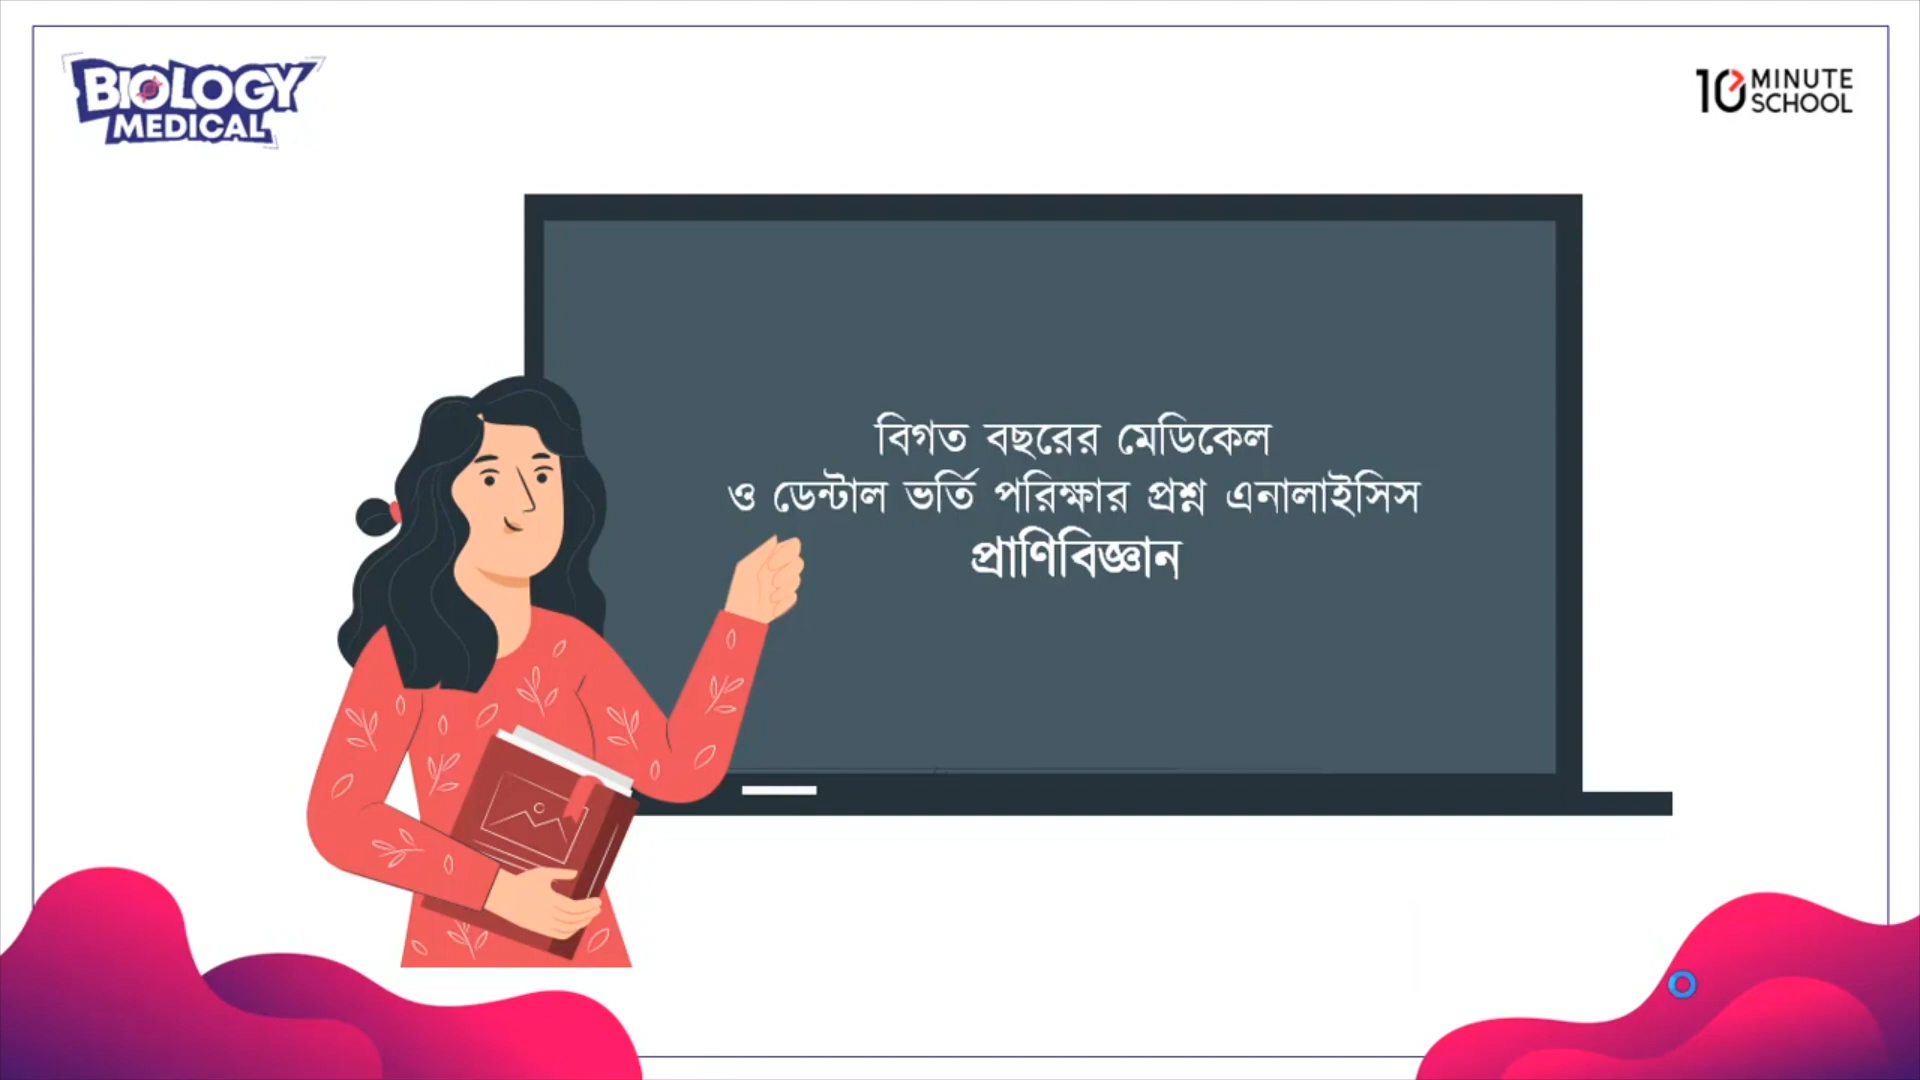 BIOLOGY
MEDICAL
10 MINUTE
SCHOOL
বিগত বছরের মেডিকেল
ও ডেন্টাল ভর্তি পরিক্ষার প্রশ্ন এনালাইসিস
প্রাণিবিজ্ঞান